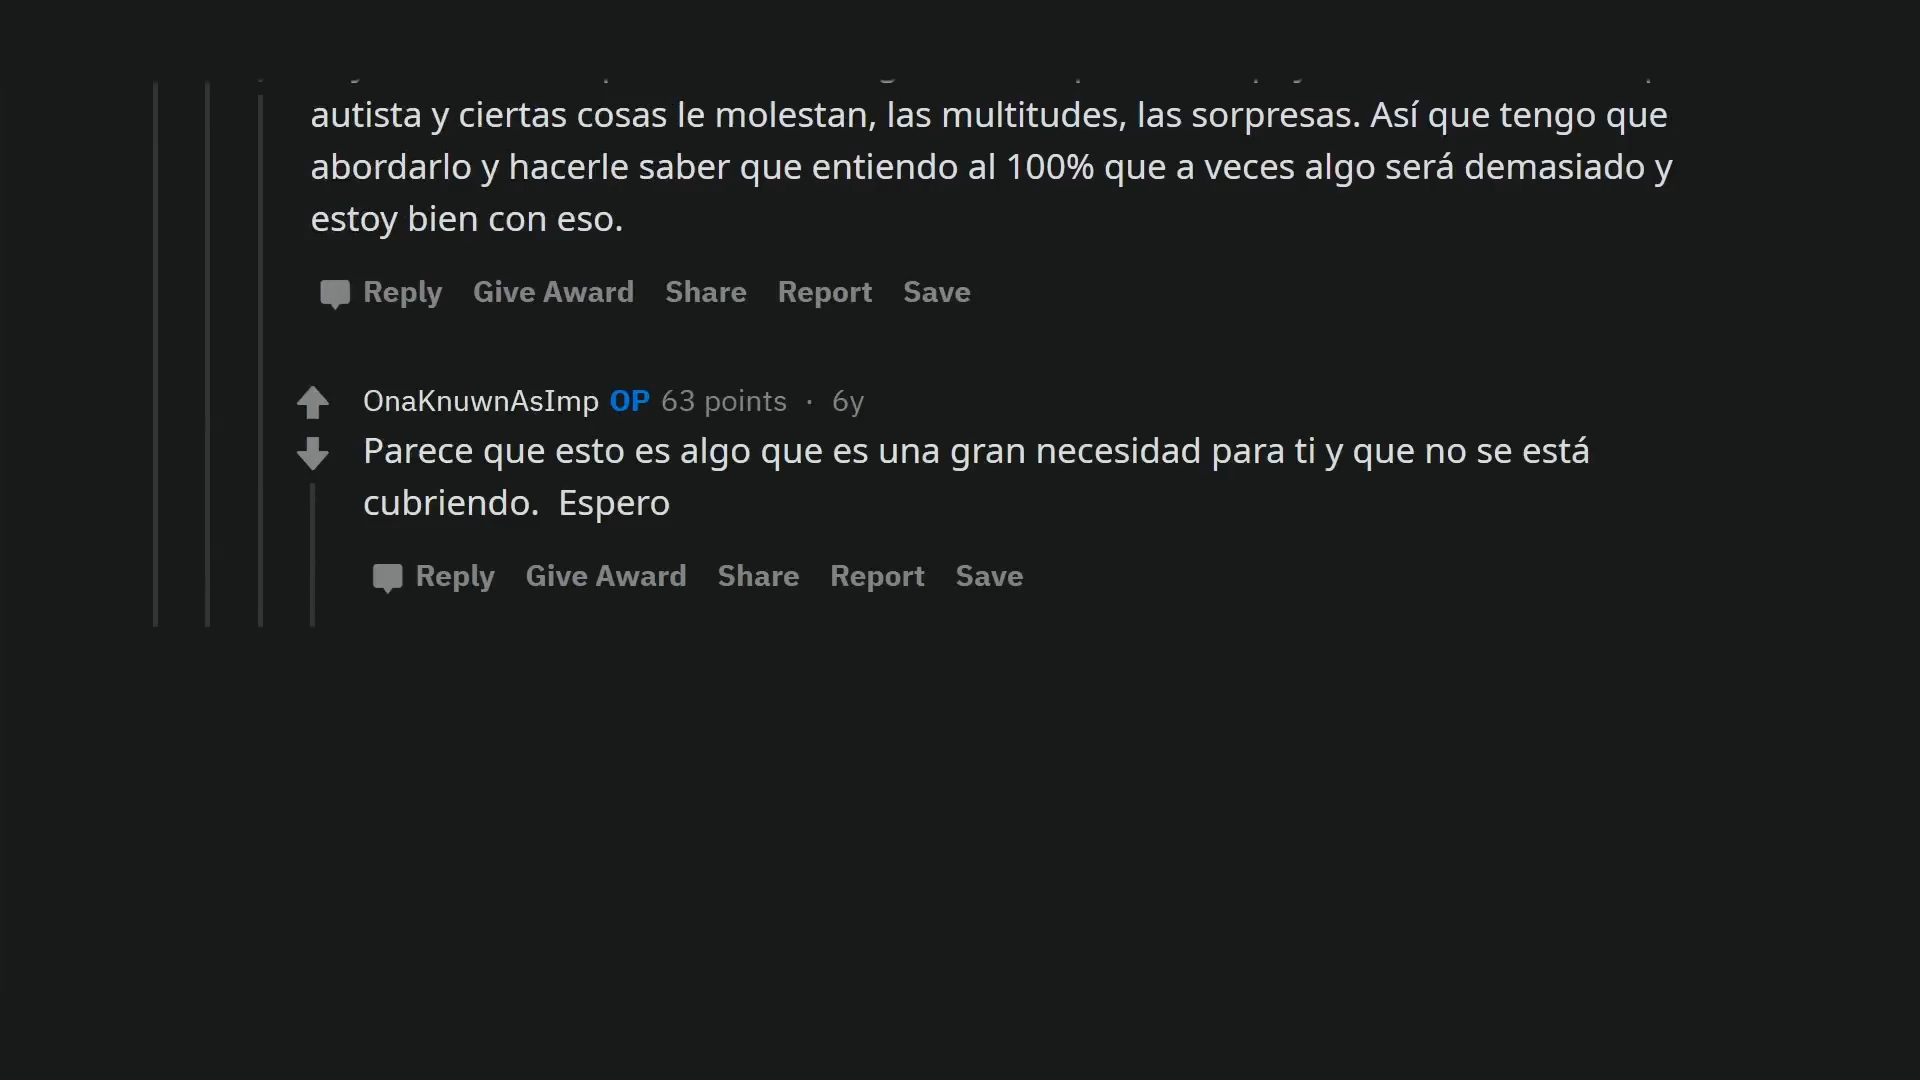 autista y ciertas cosas le molestan, las multitudes, las sorpresas. Así que tengo que
abordarlo y hacerle saber que entiendo al 100% que a veces algo será demasiado y
estoy bien con eso.
Reply Give Award Share Report Save
OnaKnuwnAsImp OP 63 points · 6y
Parece que esto es algo que es una gran necesidad para ti y que no se está
cubriendo. Espero
Reply Give Award Share Report Save